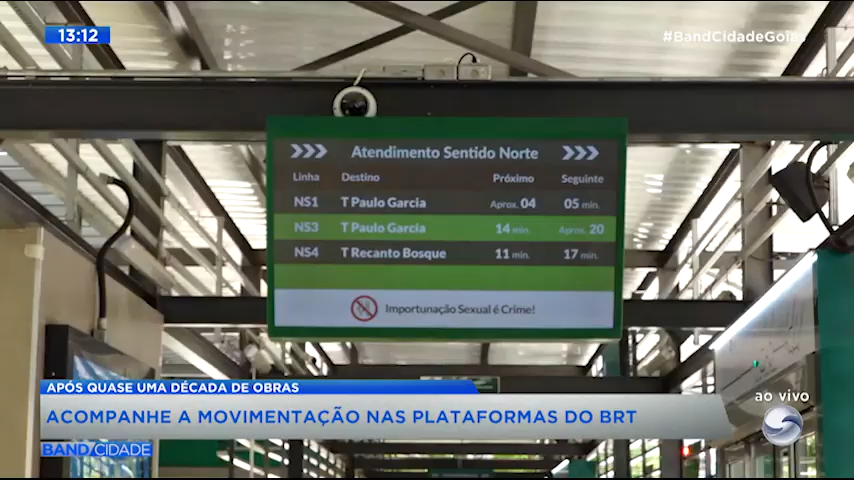 13:12
#BandCidadeGoiás
Atendimento Sentido Norte
Linha Destino Próximo Seguinte
NS1 T Paulo Garcia Aprox. 04 05 min.
NS3 T Paulo Garcia 14 min. Aprox. 20
NS4 T Recanto Bosque 11 min. 17 min.
Importunação Sexual é Crime!
APÓS QUASE UMA DÉCADA DE OBRAS
AO VIVO
ACOMPANHE A MOVIMENTAÇÃO NAS PLATAFORMAS DO BRT
BAND CIDADE